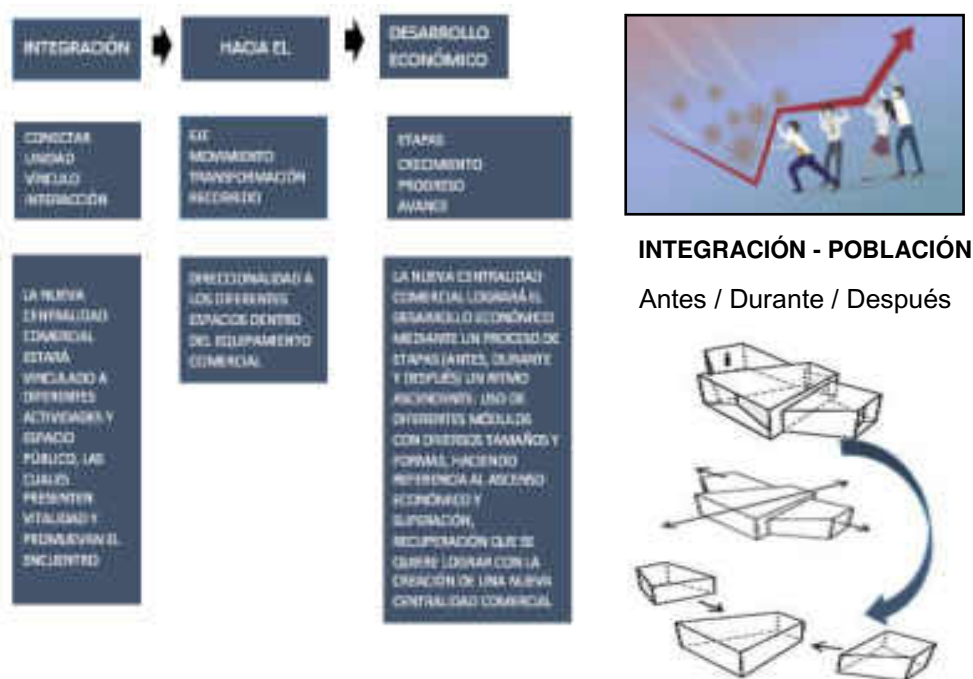 INTEGRACIÓN
HACIA EL
DESARROLLO
ECONÓMICO
CONECTAR
UNIDAD
VÍNCULO
INTERACCIÓN
EJE
MOVIMIENTO
TRANSFORMACIÓN
RECORRIDO
ETAPAS
CRECIMIENTO
PROGRESO
AVANCE
LA NUEVA
CENTRALIDAD
COMERCIAL
ESTARÁ
VINCULADO A
DIFERENTES
ACTIVIDADES Y
ESPACIO
PÚBLICO, LAS
CUALES
PRESENTEN
VITALIDAD Y
PROMUEVAN EL
ENCUENTRO
DIRECCIONALIDAD A
LOS DIFERENTES
ESPACIOS DENTRO
DEL EQUIPAMIENTO
COMERCIAL
LA NUEVA CENTRALIDAD
COMERCIAL LOGRARÁ EL
DESARROLLO ECONÓMICO
MEDIANTE UN PROCESO DE
ETAPAS (ANTES, DURANTE
Y DESPUÉS) UN RITMO
ASCENDENTE, USO DE
DIFERENTES MÓDULOS
CON DIVERSOS TAMAÑOS Y
FORMAS, HACIENDO
REFERENCIA AL ASCENSO
ECONÓMICO Y
SUPERACIÓN,
RECUPERACIÓN QUE SE
QUIERE LOGRAR CON LA
CREACIÓN DE UNA NUEVA
CENTRALIDAD COMERCIAL
INTEGRACIÓN - POBLACIÓN
Antes / Durante / Después